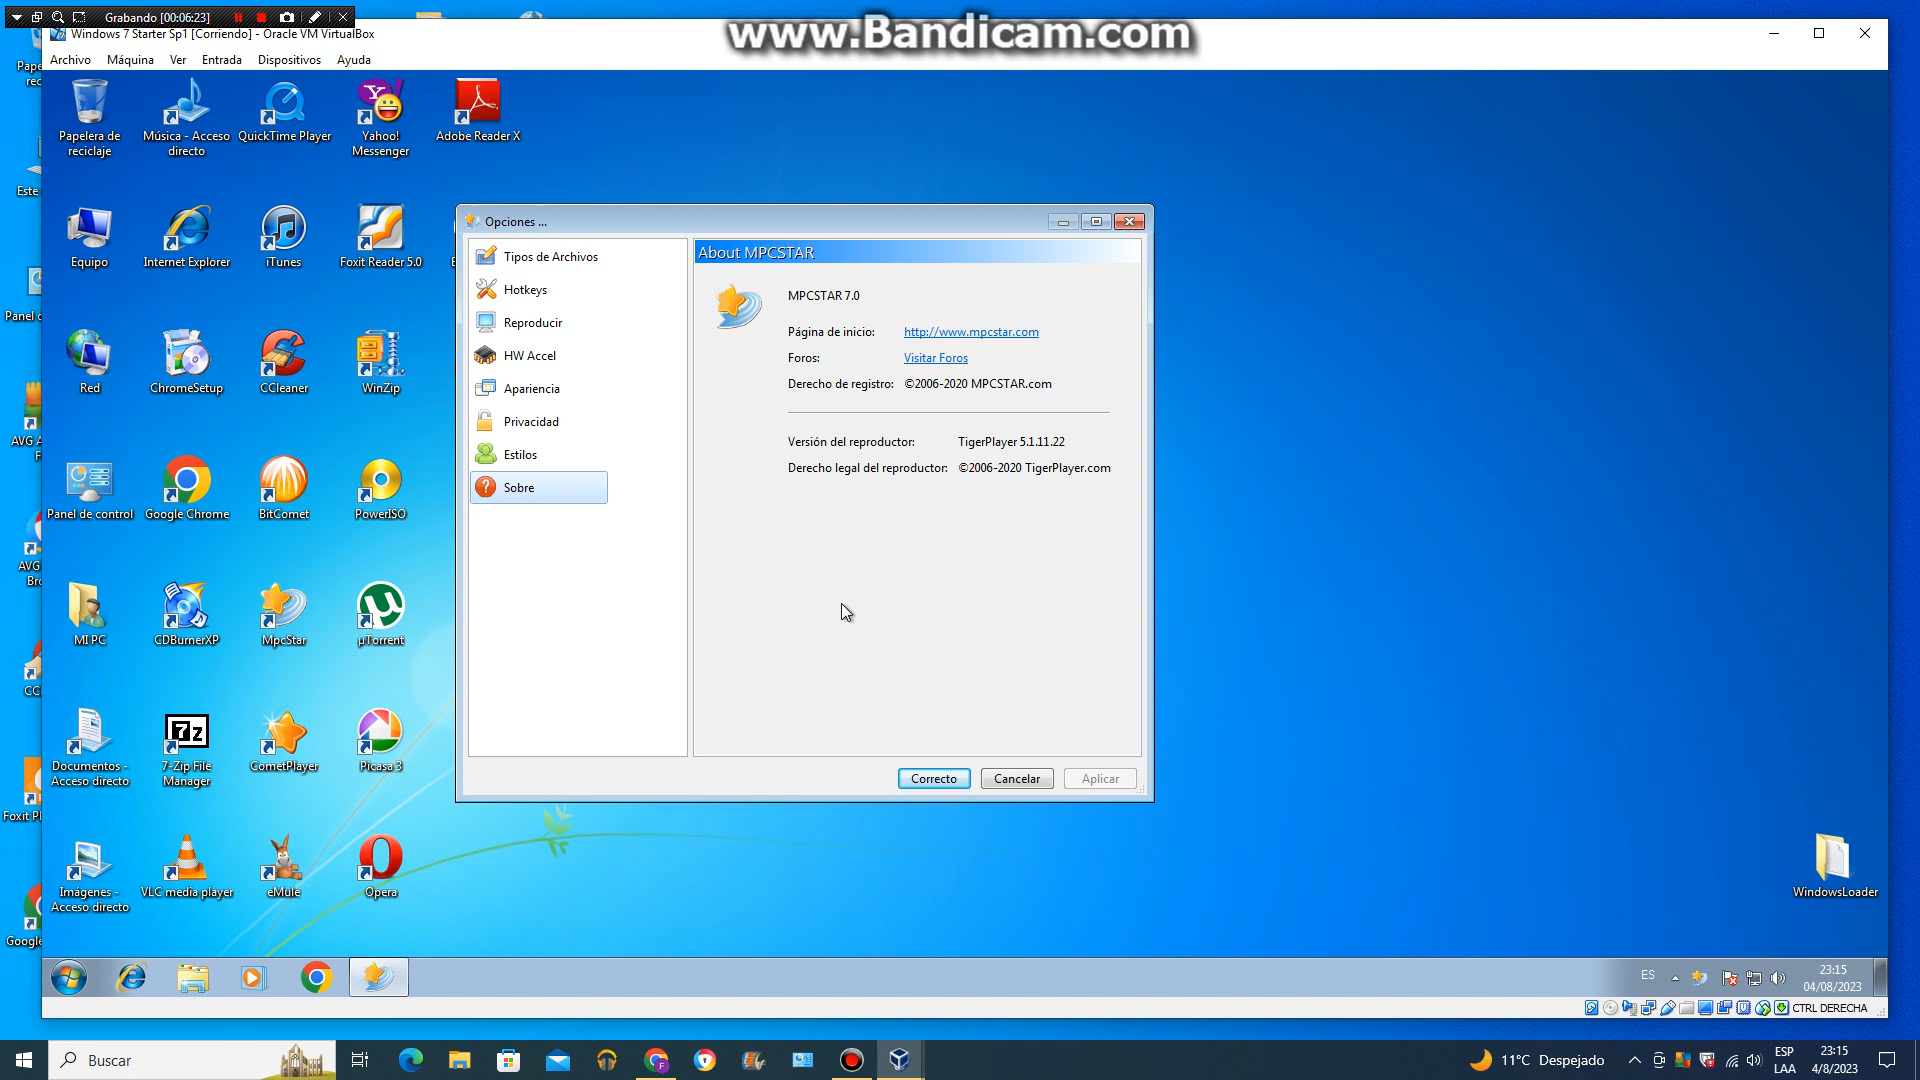 Grabando [00:06:23]
www.Bandicam.com
Windows 7 Starter Sp1 [Corriendo] - Oracle VM VirtualBox
Archivo Máquina Ver Entrada Dispositivos Ayuda
Papelera de reciclaje
Música - Acceso directo
QuickTime Player
Yahoo! Messenger
Adobe Reader X
Equipo
Internet Explorer
iTunes
Foxit Reader 5.0
Red
ChromeSetup
CCleaner
WinZip
Panel de control
Google Chrome
BitComet
PowerISO
MI PC
CDBurnerXP
MpcStar
µTorrent
Documentos - Acceso directo
7-Zip File Manager
CometPlayer
Picasa 3
Imágenes - Acceso directo
VLC media player
eMule
Opera
WindowsLoader
Opciones ...
Tipos de Archivos
Hotkeys
Reproducir
HW Accel
Apariencia
Privacidad
Estilos
Sobre
About MPCSTAR
MPCSTAR 7.0
Página de inicio: http://www.mpcstar.com
Foros: Visitar Foros
Derecho de registro: ©2006-2020 MPCSTAR.com
Versión del reproductor: TigerPlayer 5.1.11.22
Derecho legal del reproductor: ©2006-2020 TigerPlayer.com
Correcto Cancelar Aplicar
ES
23:15
04/08/2023
CTRL DERECHA
Buscar
11°C Despejado
ESP
LAA
23:15
4/8/2023